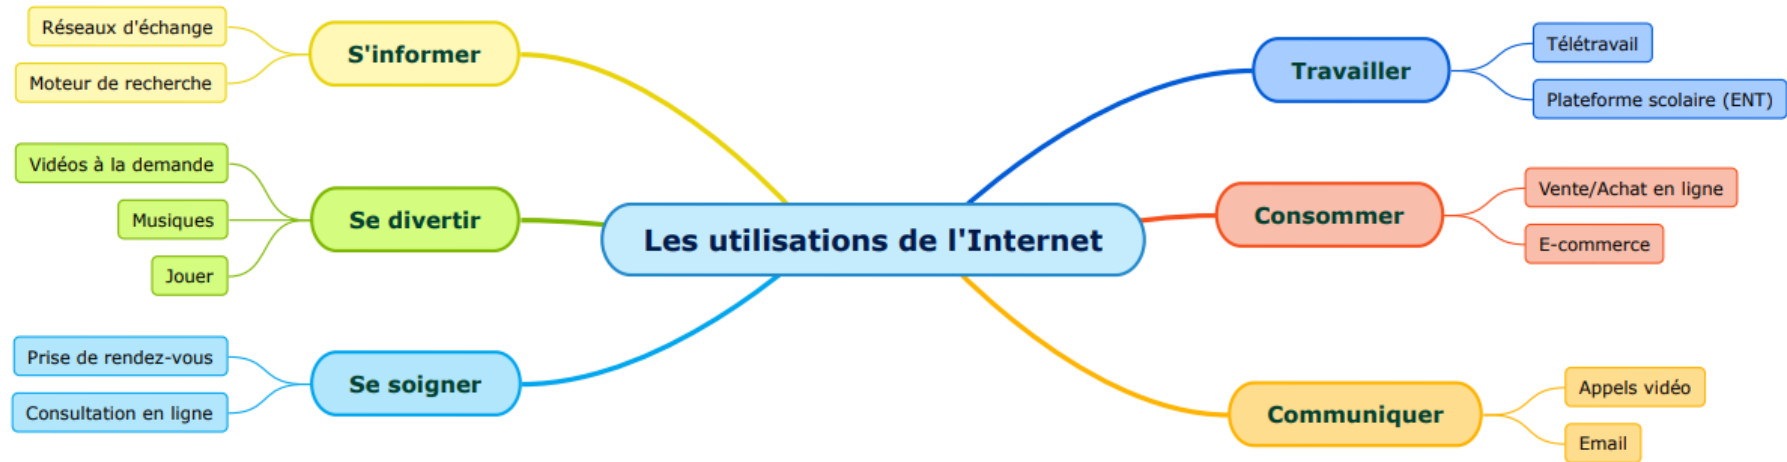 Les utilisations de l'Internet
S'informer
Réseaux d'échange
Moteur de recherche
Se divertir
Vidéos à la demande
Musiques
Jouer
Se soigner
Prise de rendez-vous
Consultation en ligne
Travailler
Télétravail
Plateforme scolaire (ENT)
Consommer
Vente/Achat en ligne
E-commerce
Communiquer
Appels vidéo
Email